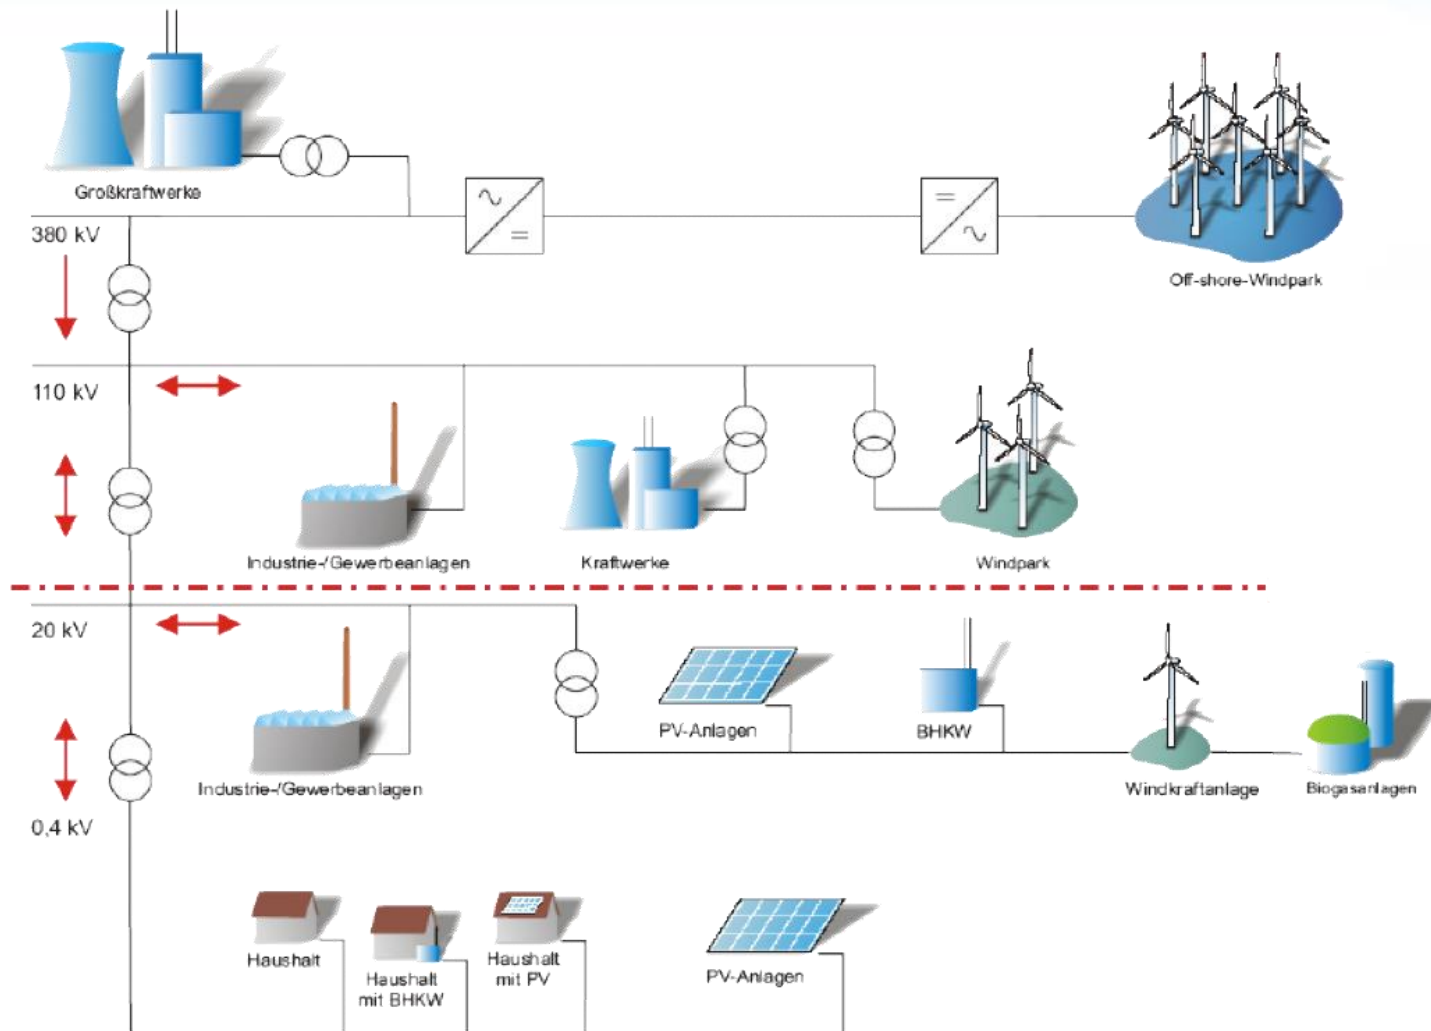 Großkraftwerke
380 kV
Off-shore-Windpark
110 kV
Industrie-/Gewerbeanlagen
Kraftwerke
Windpark
20 kV
PV-Anlagen
BHKW
Industrie-/Gewerbeanlagen
Windkraftanlage
Biogasanlagen
0,4 kV
Haushalt
Haushalt
mit BHKW
Haushalt
mit PV
PV-Anlagen